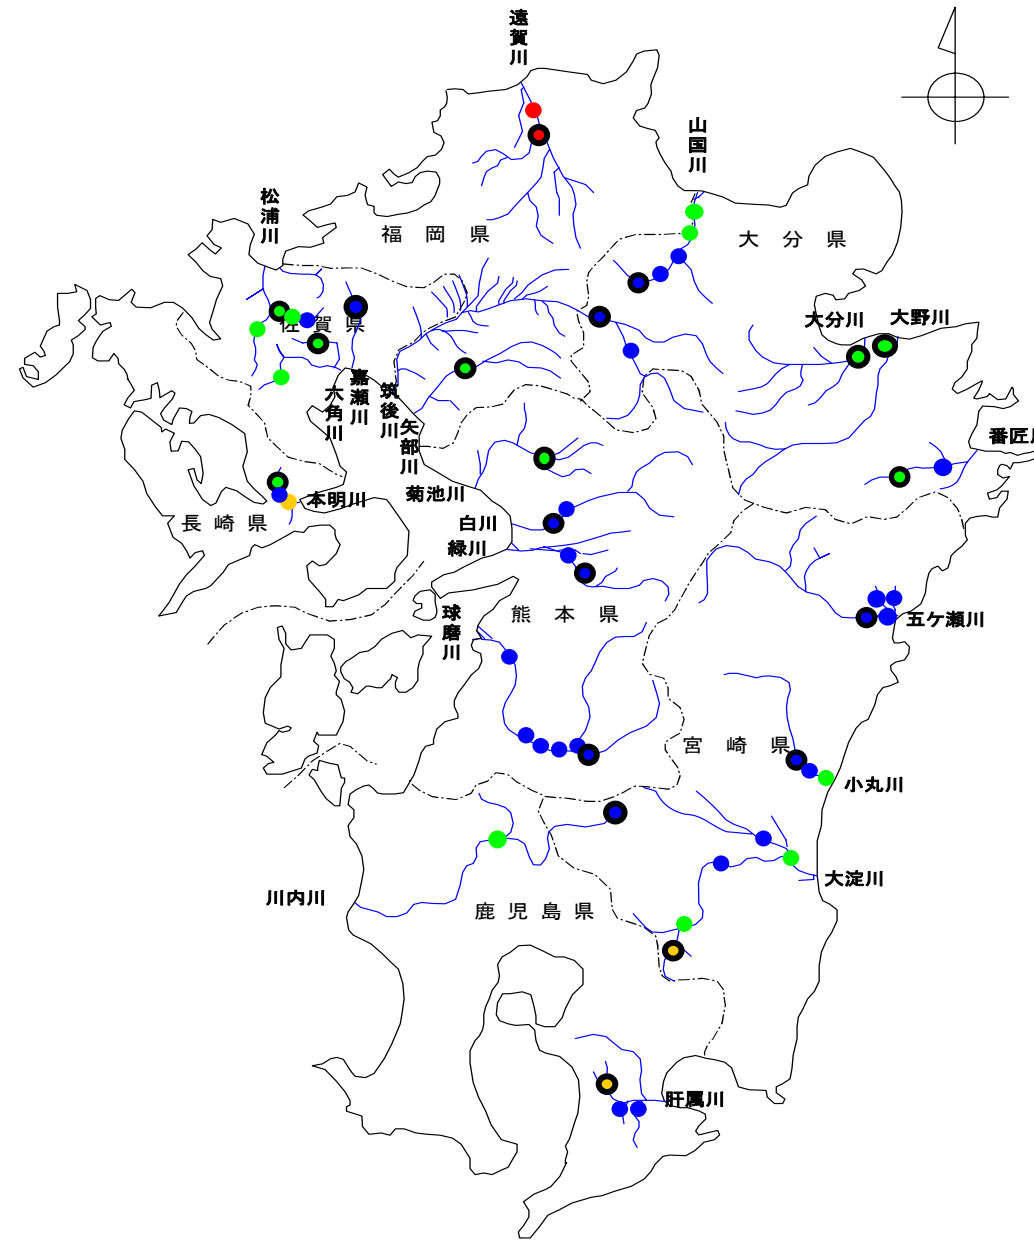 遠賀川
山国川
松浦川
福岡県
大分県
佐賀県
大分川
大野川
六角川
嘉瀬川
筑後川
矢部川
番匠川
菊池川
本明川
長崎県
白川
緑川
熊本県
球磨川
五ケ瀬川
宮崎県
小丸川
大淀川
川内川
鹿児島県
肝属川